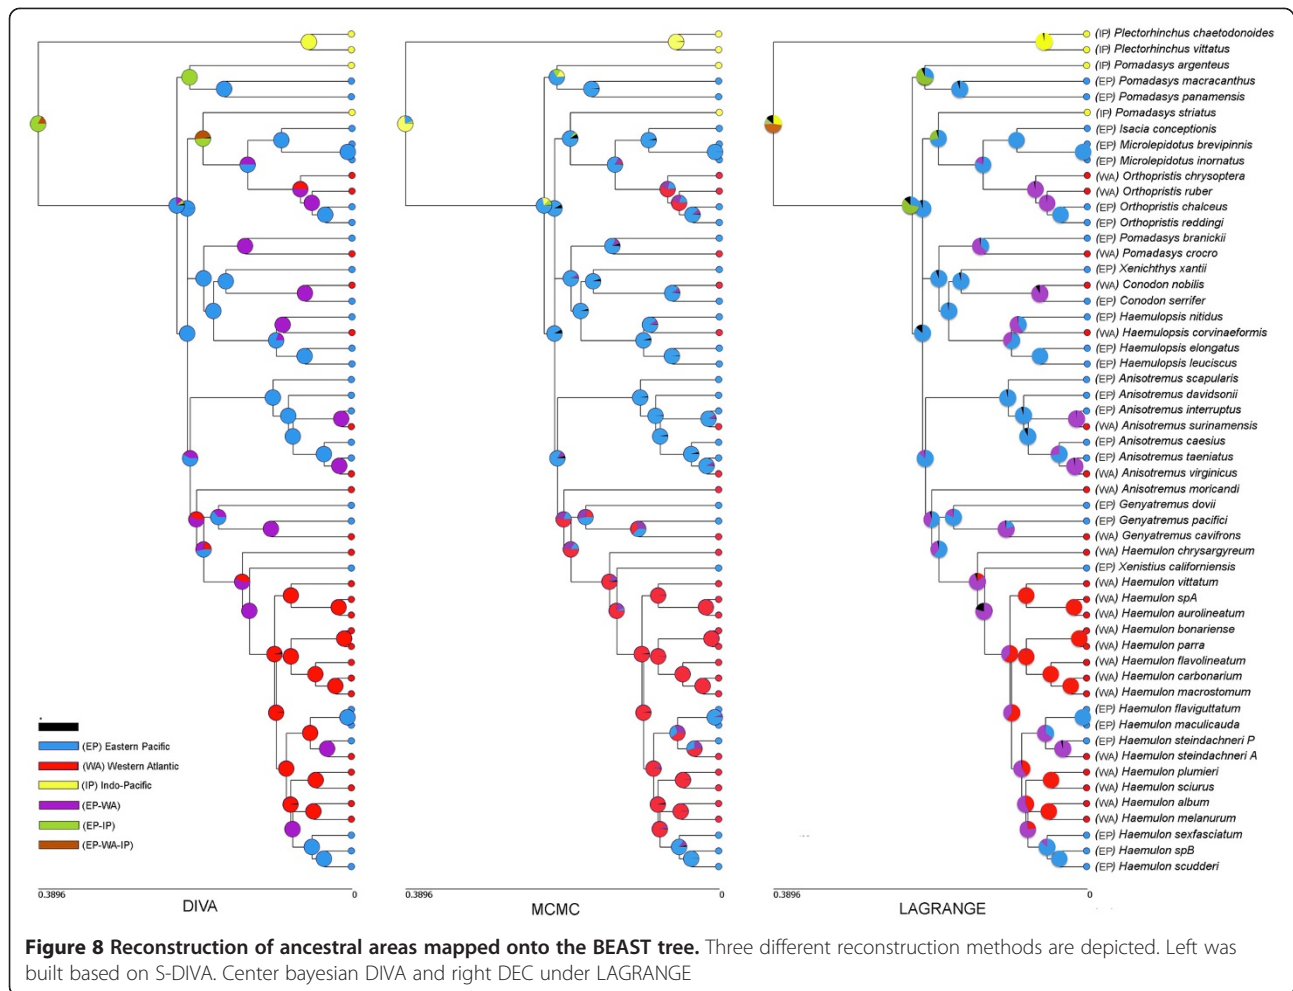 (IP) Plectorhinchus chaetodonoides
(IP) Plectorhinchus vittatus
(IP) Pomadasys argenteus
(EP) Pomadasys macracanthus
(EP) Pomadasys panamensis
(IP) Pomadasys striatus
(EP) Isacia conceptionis
(EP) Microlepidotus brevipinnis
(EP) Microlepidotus inornatus
(WA) Orthopristis chrysoptera
(WA) Orthopristis ruber
(EP) Orthopristis chalceus
(EP) Orthopristis reddingi
(EP) Pomadasys branickii
(WA) Pomadasys crocro
(EP) Xenichthys xantii
(WA) Conodon nobilis
(EP) Conodon serrifer
(EP) Haemulopsis nitidus
(WA) Haemulopsis corvinaeformis
(EP) Haemulopsis elongatus
(EP) Haemulopsis leuciscus
(EP) Anisotremus scapularis
(EP) Anisotremus davidsonii
(EP) Anisotremus interruptus
(WA) Anisotremus surinamensis
(EP) Anisotremus caesius
(EP) Anisotremus taeniatus
(WA) Anisotremus virginicus
(WA) Anisotremus moricandi
(EP) Genyatremus dovii
(EP) Genyatremus pacifici
(WA) Genyatremus cavifrons
(WA) Haemulon chrysargyreum
(EP) Xenistius californiensis
(WA) Haemulon vittatum
(WA) Haemulon spA
(WA) Haemulon aurolineatum
(WA) Haemulon bonariense
(WA) Haemulon parra
(WA) Haemulon flavolineatum
(WA) Haemulon carbonarium
(WA) Haemulon macrostomum
(EP) Haemulon flaviguttatum
(EP) Haemulon maculicauda
(EP) Haemulon steindachneri P
(WA) Haemulon steindachneri A
(WA) Haemulon plumieri
(WA) Haemulon sciurus
(WA) Haemulon album
(WA) Haemulon melanurum
(EP) Haemulon sexfasciatum
(EP) Haemulon spB
(EP) Haemulon scudderi
*
(EP) Eastern Pacific
(WA) Western Atlantic
(IP) Indo-Pacific
(EP-WA)
(EP-IP)
(EP-WA-IP)
0.3896 0 0.3896 0 0.3896 0
DIVA MCMC LAGRANGE
Figure 8 Reconstruction of ancestral areas mapped onto the BEAST tree. Three different reconstruction methods are depicted. Left was
built based on S-DIVA. Center bayesian DIVA and right DEC under LAGRANGE